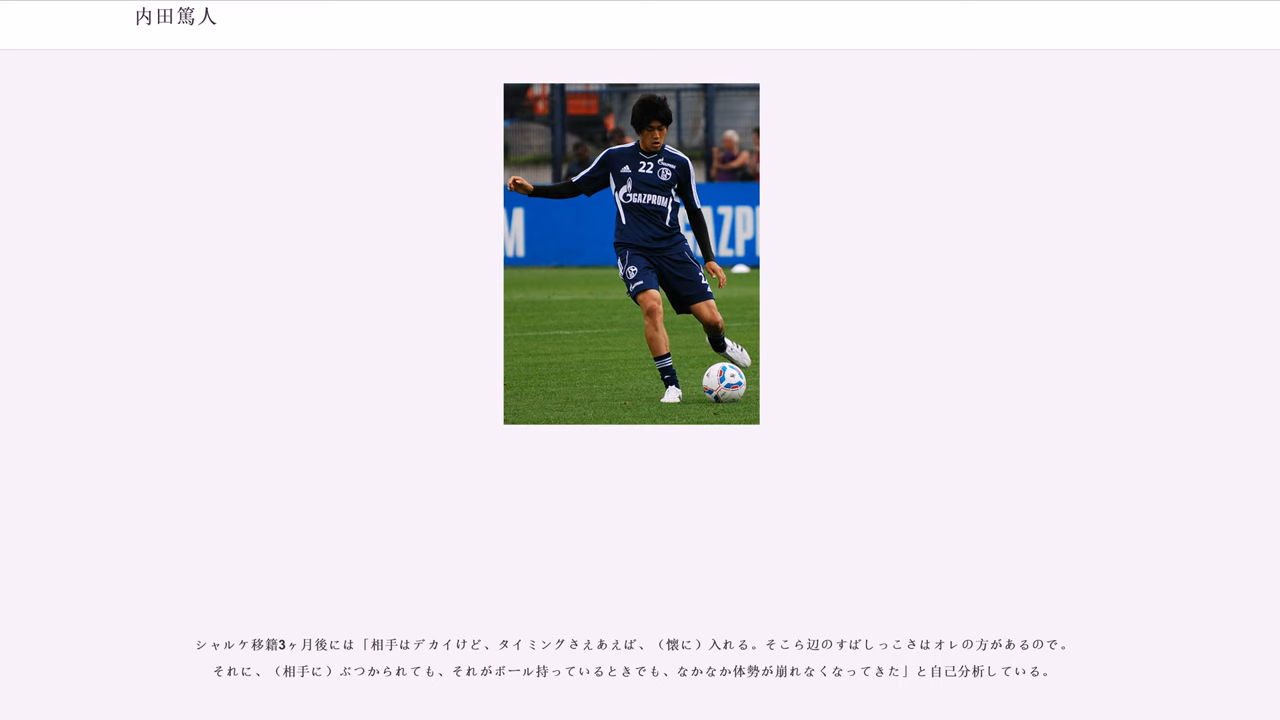 内田篤人
22
GAZPROM
M
GAZP
シャルケ移籍3ヶ月後には「相手はデカイけど、タイミングさえあえば、（懐に）入れる。そこら辺のすばしっこさはオレの方があるので。
それに、（相手に）ぶつかられても、それがボール持っているときでも、なかなか体勢が崩れなくなってきた」と自己分析している。